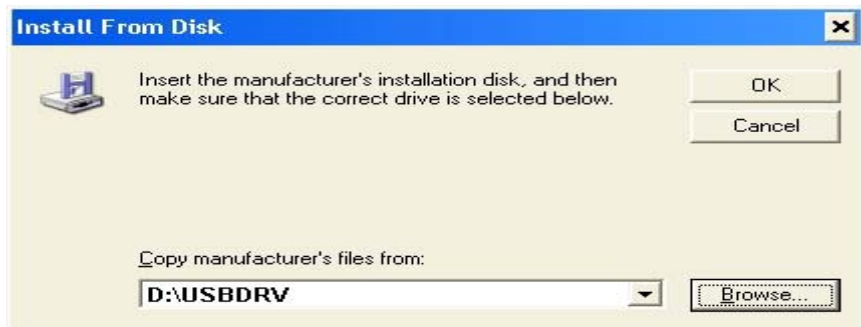 Install From Disk
Insert the manufacturer's installation disk, and then
make sure that the correct drive is selected below.
OK
Cancel
Copy manufacturer's files from:
D:\USBDRV
Browse...